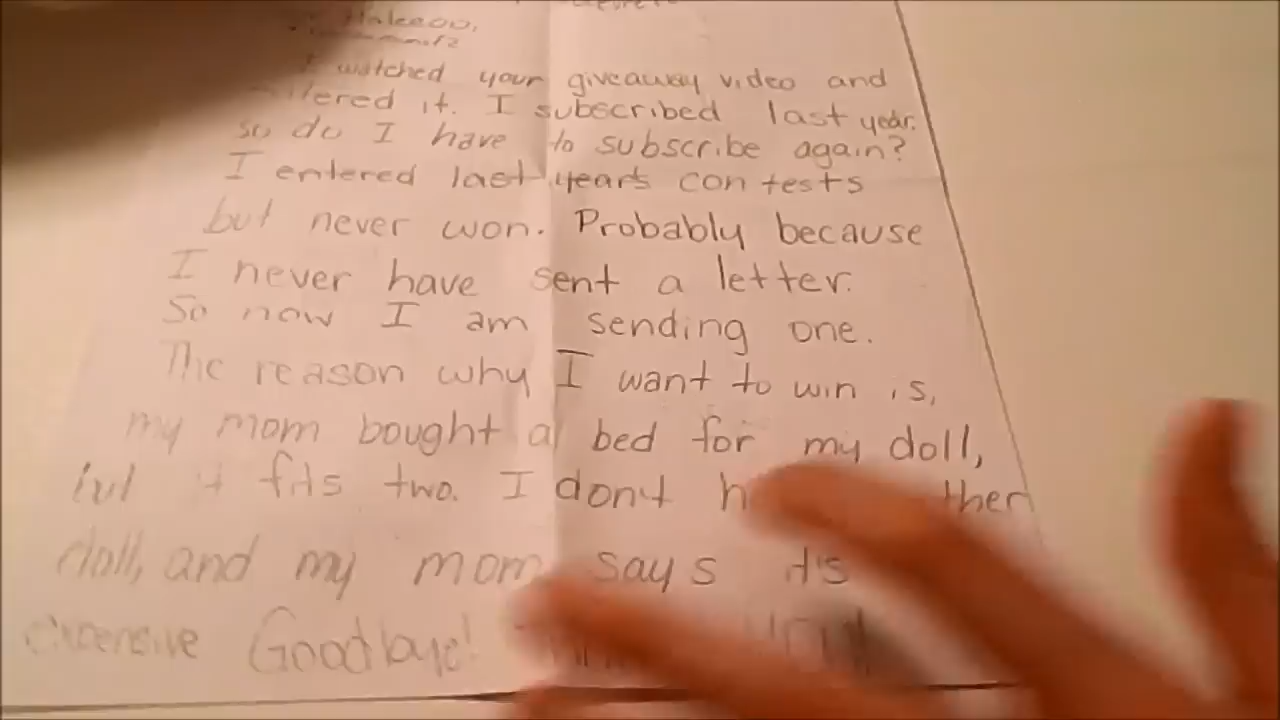 I watched your giveaway video and
it. I subscribed last year.
so do I have to subscribe again?
I entered last years contests
but never won. Probably because
I never have sent a letter.
So now I am sending one.
The reason why I want to win is,
my mom bought a bed for my doll,
but it fits two. I don't
doll, and my mom says it's
expensive Goodbye!